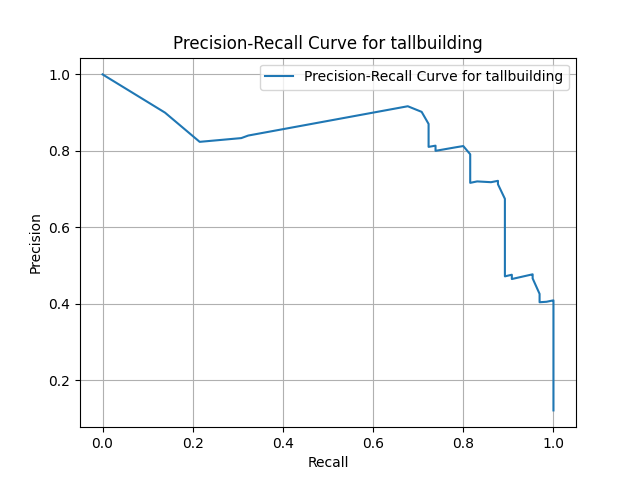 Precision-Recall Curve for tallbuilding
Precision-Recall Curve for tallbuilding
1.0
0.8
0.6
0.4
0.2
Precision
0.0 0.2 0.4 0.6 0.8 1.0
Recall